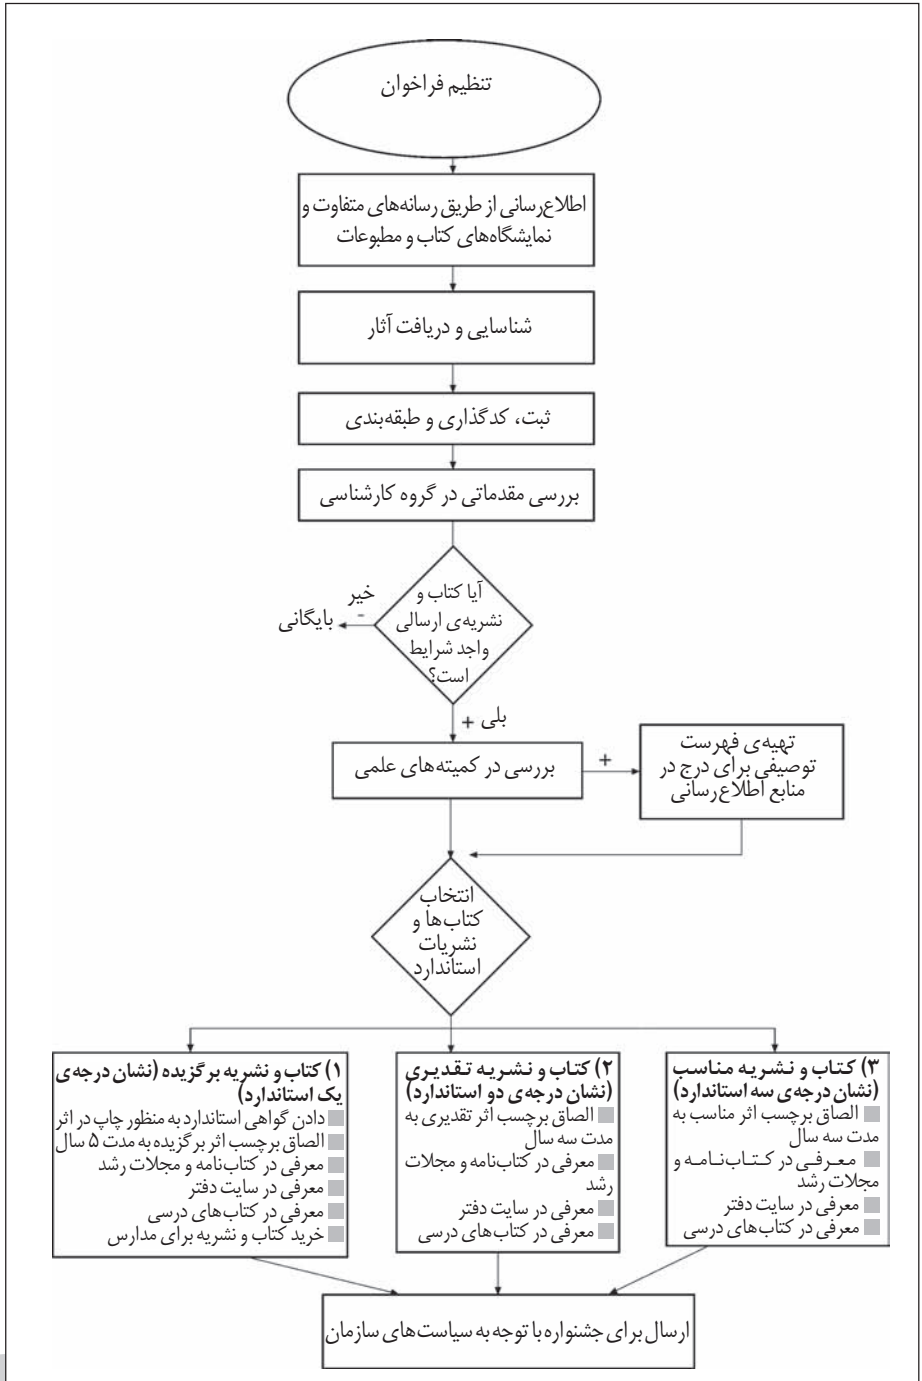 تنظیم فراخوان
اطلاع‌رسانی از طریق رسانه‌های متفاوت و
نمایشگاه‌های کتاب و مطبوعات
شناسایی و دریافت آثار
ثبت، کدگذاری و طبقه‌بندی
بررسی مقدماتی در گروه کارشناسی
آیا کتاب و
نشریه‌ی ارسالی
واجد شرایط
است؟
خیر
-
بایگانی
بلی +
بررسی در کمیته‌های علمی
+
تهیه‌ی فهرست
توصیفی برای درج در
منابع اطلاع‌رسانی
انتخاب
کتاب‌ها و
نشریات
استاندارد
۳) کتاب و نشریه مناسب
(نشان درجه‌ی سه استاندارد)
الصاق برچسب اثر مناسب به
مدت سه سال
معرفی در کتاب‌نامه و
مجلات رشد
معرفی در سایت دفتر
معرفی در کتاب‌های درسی
۲) کتاب و نشریه تقدیری
(نشان درجه‌ی دو استاندارد)
الصاق برچسب اثر تقدیری به
مدت سه سال
معرفی در کتاب‌نامه و مجلات
رشد
معرفی در سایت دفتر
معرفی در کتاب‌های درسی
۱) کتاب و نشریه برگزیده (نشان درجه‌ی
یک استاندارد)
دادن گواهی استاندارد به منظور چاپ در اثر
الصاق برچسب اثر برگزیده به مدت ۵ سال
معرفی در کتاب‌نامه و مجلات رشد
معرفی در سایت دفتر
معرفی در کتاب‌های درسی
خرید کتاب و نشریه برای مدارس
ارسال برای جشنواره با توجه به سیاست‌های سازمان